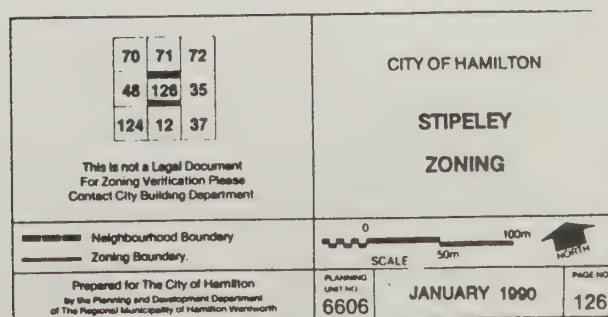 70 71 72
48 126 35
124 12 37
This is not a Legal Document
For Zoning Verification Please
Contact City Building Department
CITY OF HAMILTON
STIPELEY
ZONING
Neighbourhood Boundary
Zoning Boundary.
0 100m
SCALE 50m
NORTH
Prepared for The City of Hamilton
by the Planning and Development Department
of The Regional Municipality of Hamilton Wentworth
PLANNING
UNIT NO
6606
JANUARY 1990
PAGE NO
126